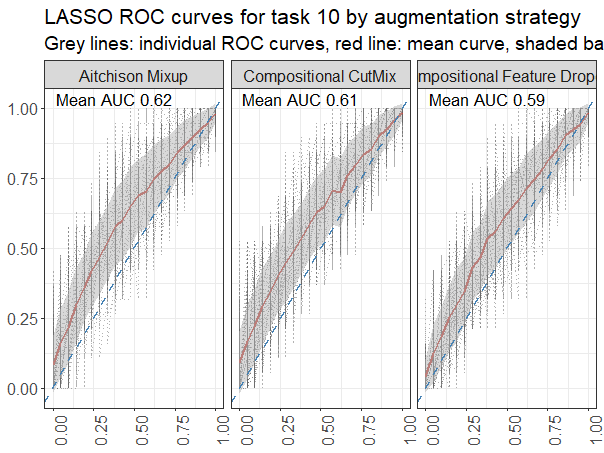 LASSO ROC curves for task 10 by augmentation strategy
Grey lines: individual ROC curves, red line: mean curve, shaded ba
Aitchison Mixup
Compositional CutMix
mpositional Feature Drop
Mean AUC 0.62
Mean AUC 0.61
Mean AUC 0.59
1.00
0.75
0.50
0.25
0.00
0.00 0.25 0.50 0.75 1.00
0.00 0.25 0.50 0.75 1.00
0.00 0.25 0.50 0.75 1.00